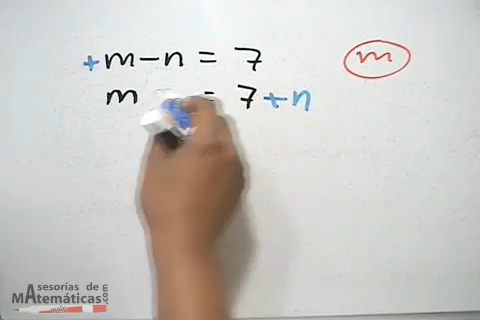 +m-n = 7
m = 7+n
m
Asesorías de
MAtemáticas.com